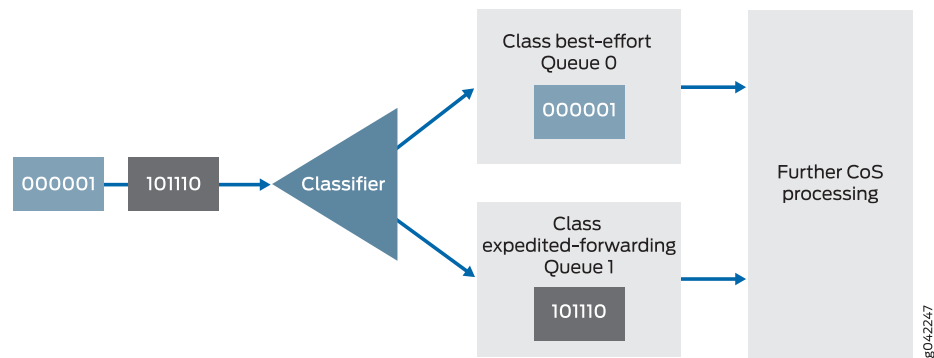 000001
101110
Classifier
Class best-effort
Queue 0
000001
Class
expedited-forwarding
Queue 1
101110
Further CoS
processing
g042247